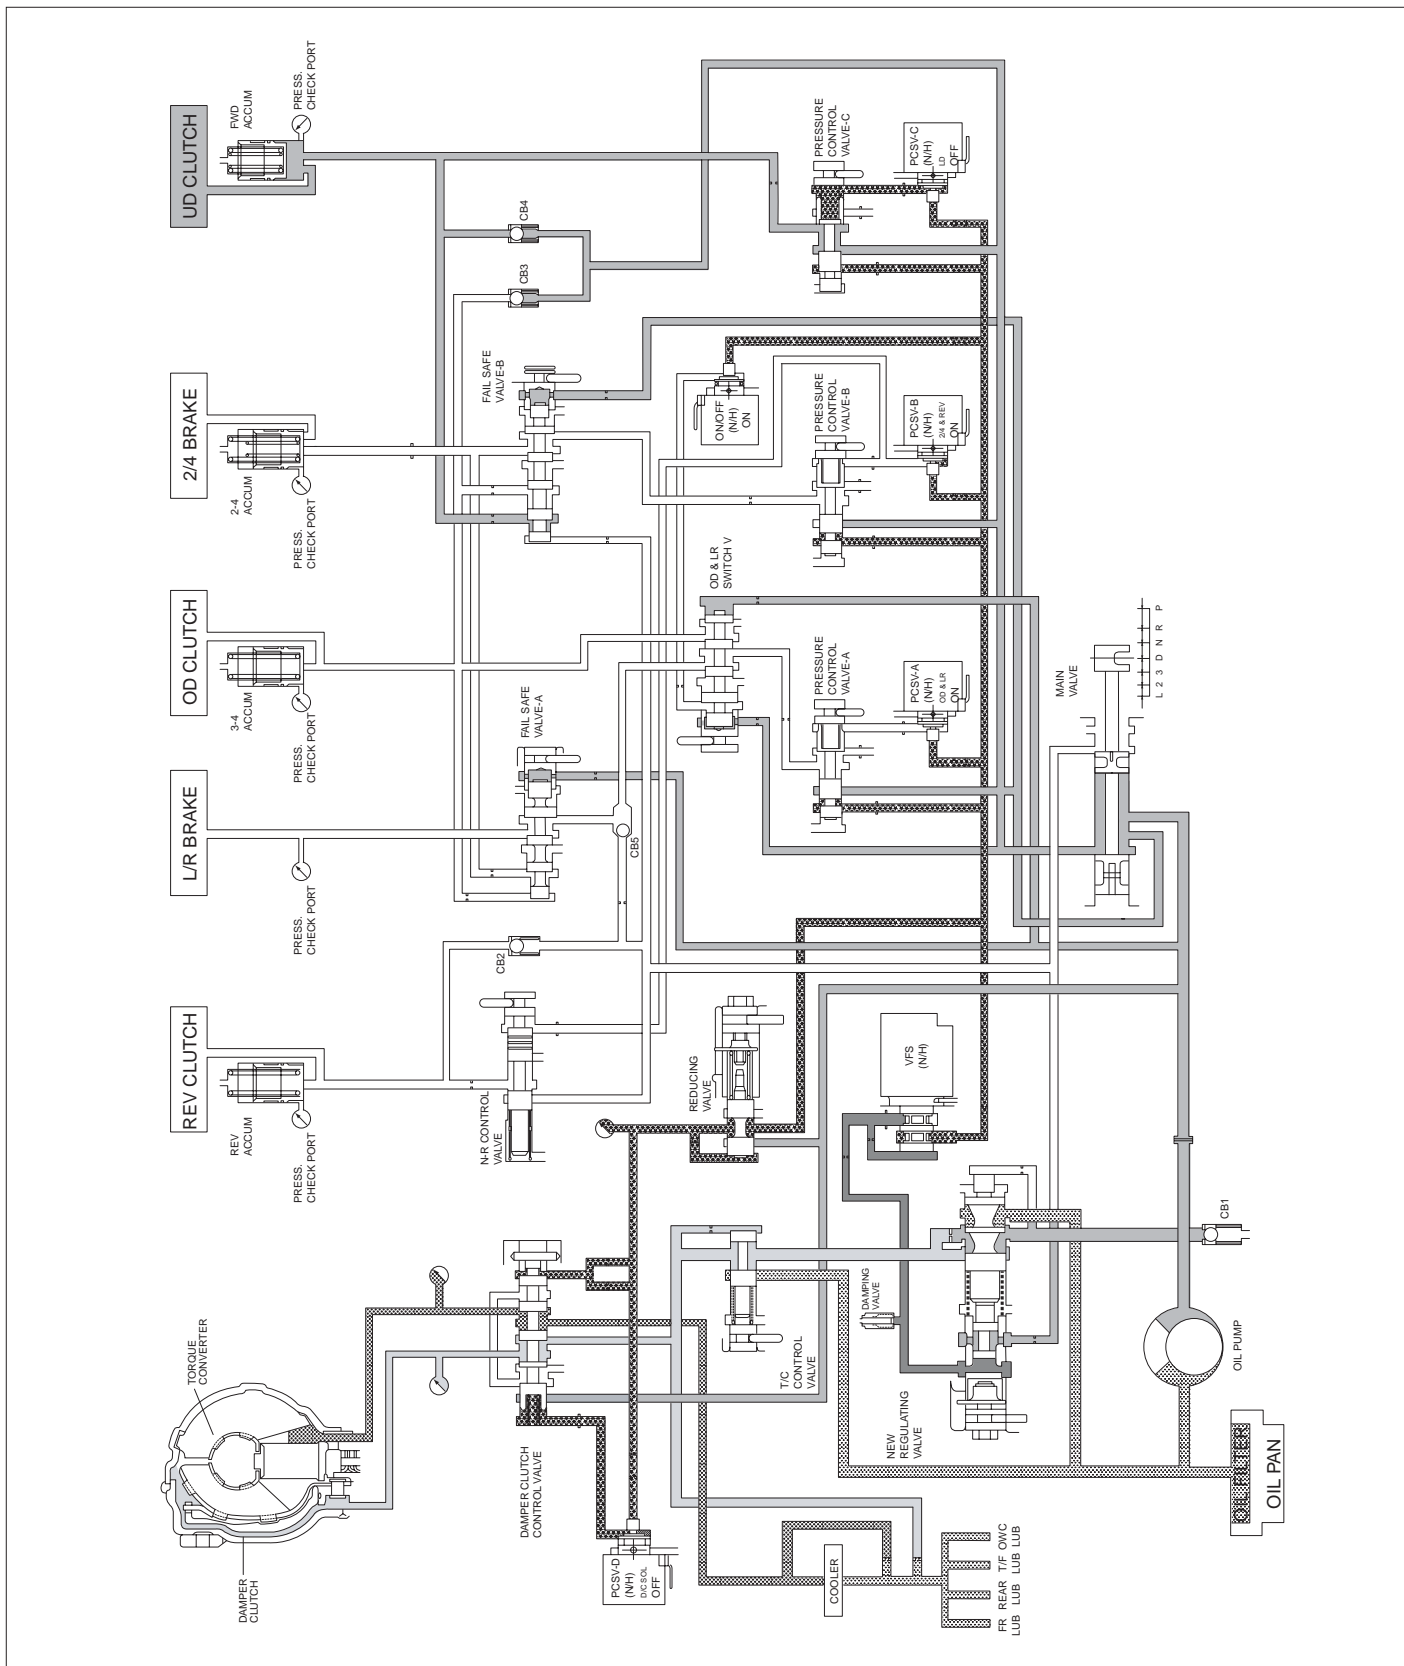 UD CLUTCH
FWD
ACCUM
PRESS.
CHECK PORT
2/4 BRAKE
2-4
ACCUM
PRESS.
CHECK PORT
OD CLUTCH
3-4
ACCUM
PRESS.
CHECK PORT
L/R BRAKE
PRESS.
CHECK PORT
REV CLUTCH
REV
ACCUM
PRESS.
CHECK PORT
TORQUE
CONVERTER
DAMPER
CLUTCH
CB4
CB3
FAIL SAFE
VALVE-B
FAIL SAFE
VALVE-A
CB5
CB2
N-R CONTROL
VALVE
DAMPER CLUTCH
CONTROL VALVE
PCSV-D
(N/H)
D/C SOL
OFF
ON/OFF
(N/H)
ON
OD & LR
SWITCH V
REDUCING
VALVE
T/C
CONTROL
VALVE
PRESSURE
CONTROL
VALVE-C
PCSV-C
(N/H)
LD
OFF
PRESSURE
CONTROL
VALVE-B
PCSV-B
(N/H)
2/4 & REV
ON
PRESSURE
CONTROL
VALVE-A
PCSV-A
(N/H)
OD & LR
ON
VFS
(N/H)
DAMPING
VALVE
NEW
REGULATING
VALVE
COOLER
FR
LUB
REAR
LUB
T/F
LUB
OWC
LUB
MAIN
VALVE
L 2 3 D N R P
CB1
OIL PUMP
OIL FILTER
OIL PAN